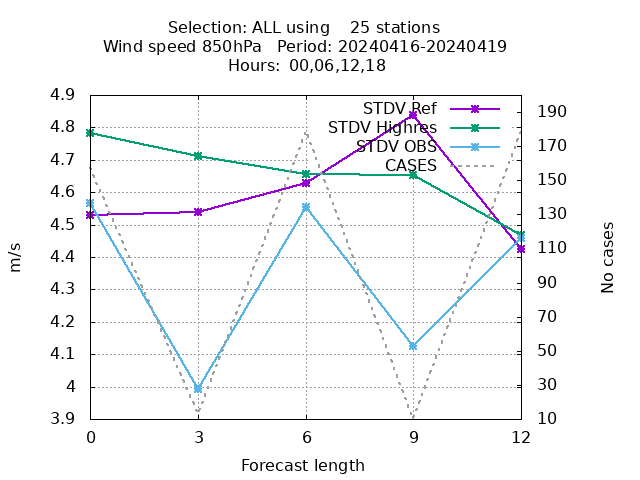 Selection: ALL using    25 stations
Wind speed 850hPa   Period: 20240416-20240419
Hours: 00,06,12,18
STDV Ref
STDV Highres
STDV OBS
CASES
4.9
4.8
4.7
4.6
4.5
4.4
4.3
4.2
4.1
4
3.9
190
170
150
130
110
90
70
50
30
10
m/s
No cases
0 3 6 9 12
Forecast length